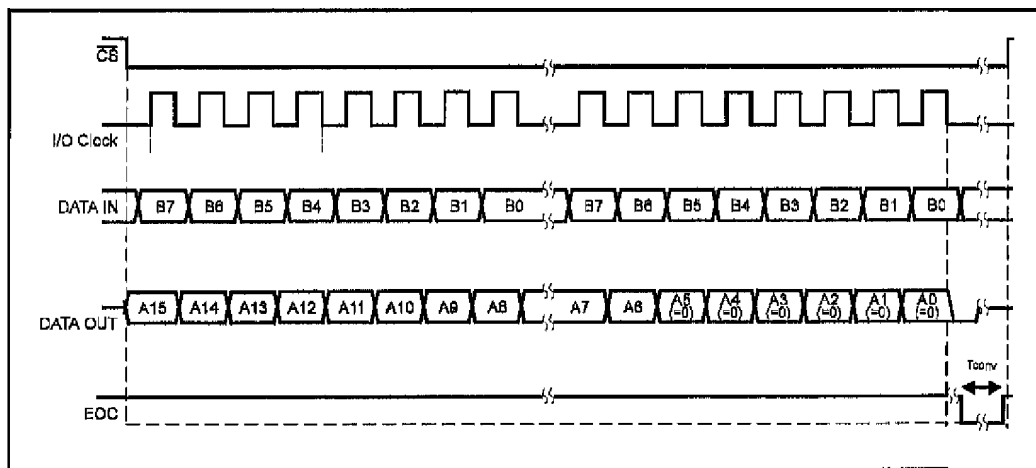 CS
I/O Clock
DATA IN B7 B6 B5 B4 B3 B2 B1 B0 B7 B6 B5 B4 B3 B2 B1 B0
DATA OUT A15 A14 A13 A12 A11 A10 A9 A8 A7 A6 A5 (=0) A4 (=0) A3 (=0) A2 (=0) A1 (=0) A0 (=0)
Tconv
EOC